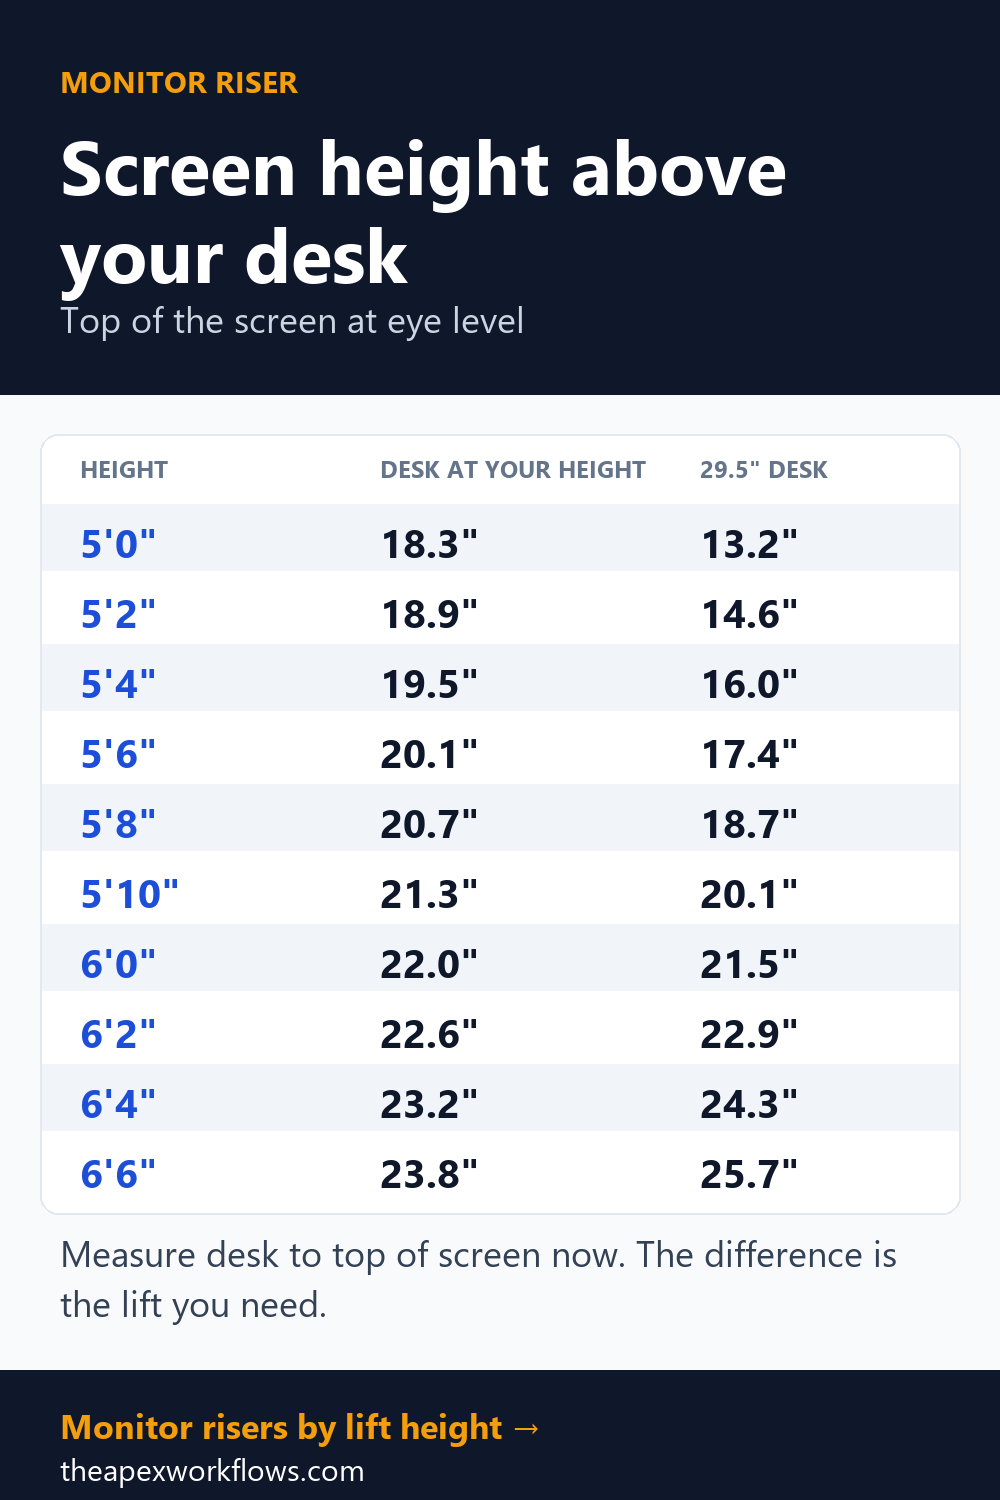 MONITOR RISER
Screen height above
your desk
Top of the screen at eye level
HEIGHT DESK AT YOUR HEIGHT 29.5" DESK
5'0" 18.3" 13.2"
5'2" 18.9" 14.6"
5'4" 19.5" 16.0"
5'6" 20.1" 17.4"
5'8" 20.7" 18.7"
5'10" 21.3" 20.1"
6'0" 22.0" 21.5"
6'2" 22.6" 22.9"
6'4" 23.2" 24.3"
6'6" 23.8" 25.7"
Measure desk to top of screen now. The difference is
the lift you need.
Monitor risers by lift height →
theapexworkflows.com